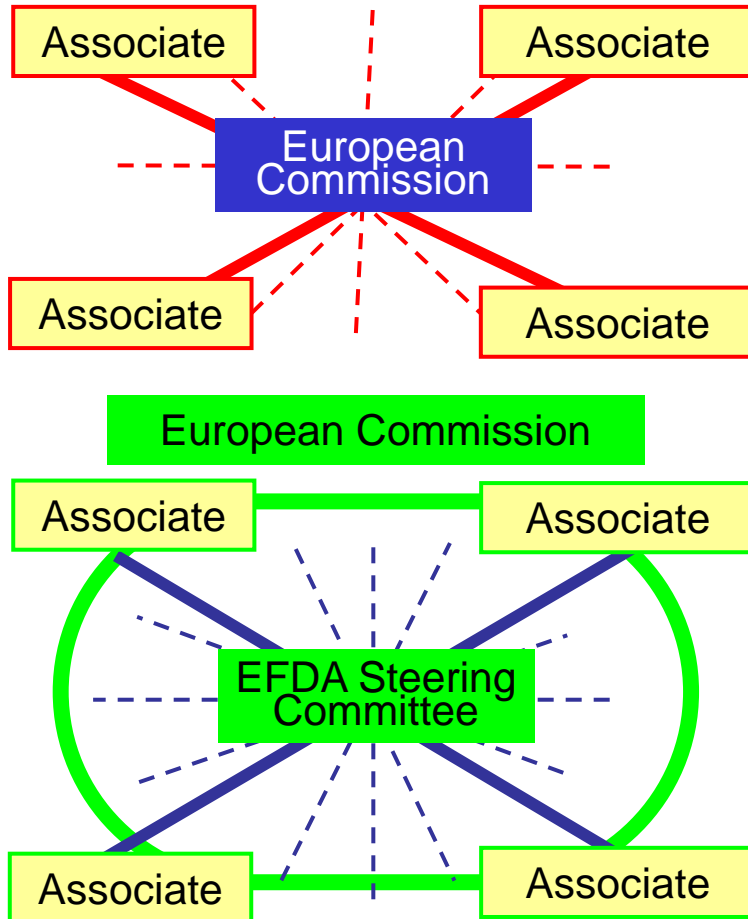 Associate
Associate
European
Commission
Associate
Associate
European Commission
Associate
Associate
EFDA Steering
Committee
Associate
Associate